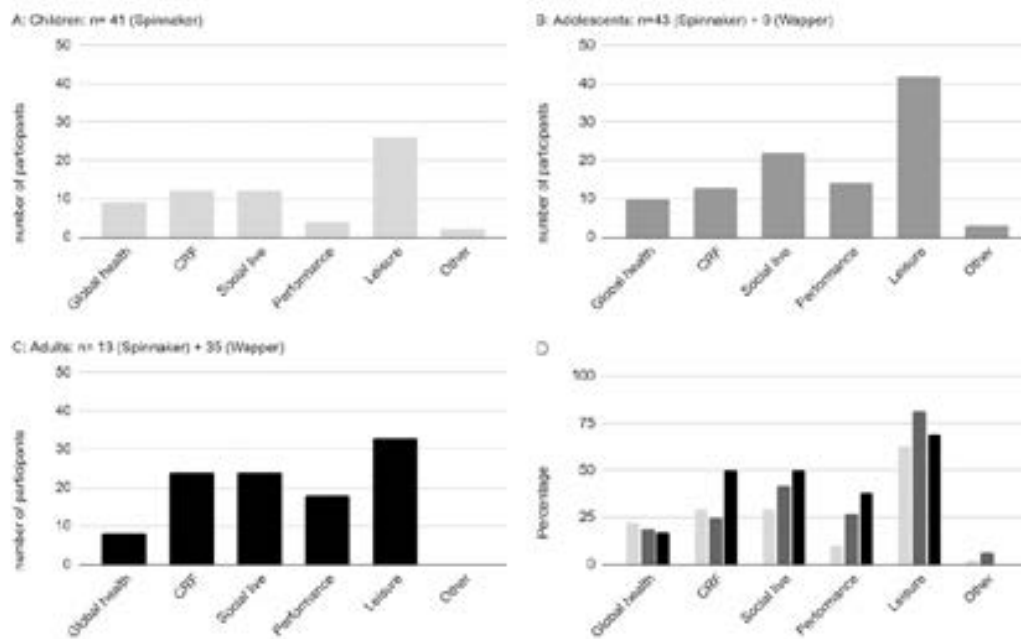 A: Children: n= 41 (Spinnaker)
50
40
30
20
10
0
number of participants
Global health
CRF
Social live
Performance
Leisure
Other
B: Adolescents: n=43 (Spinnaker) + 9 (Wapper)
50
40
30
20
10
0
number of participants
Global health
CRF
Social live
Performance
Leisure
Other
C: Adults: n= 13 (Spinnaker) + 35 (Wapper)
50
40
30
20
10
0
number of participants
Global health
CRF
Social live
Performance
Leisure
Other
D
100
75
50
25
0
Percentage
Global health
CRF
Social live
Performance
Leisure
Other